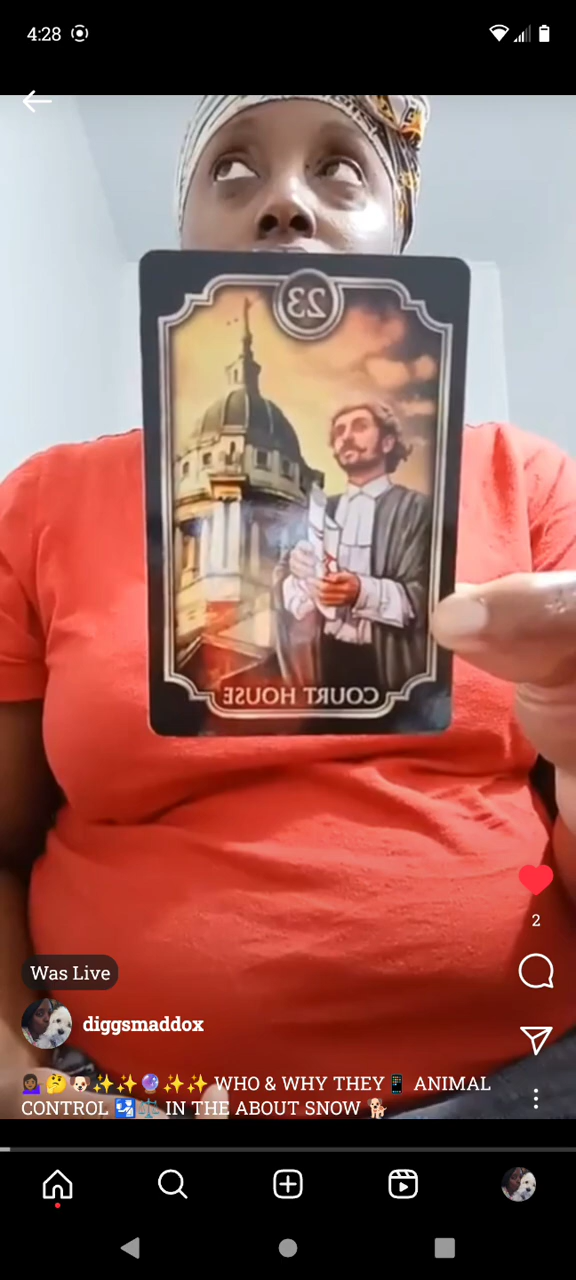 4:28
23
COURT HOUSE
2
Was Live
diggsmaddox
💁🏾‍♀️🤔🐶✨✨🔮✨✨ WHO & WHY THEY📱 ANIMAL
CONTROL 🛂⚖️ IN THE ABOUT SNOW 🐕